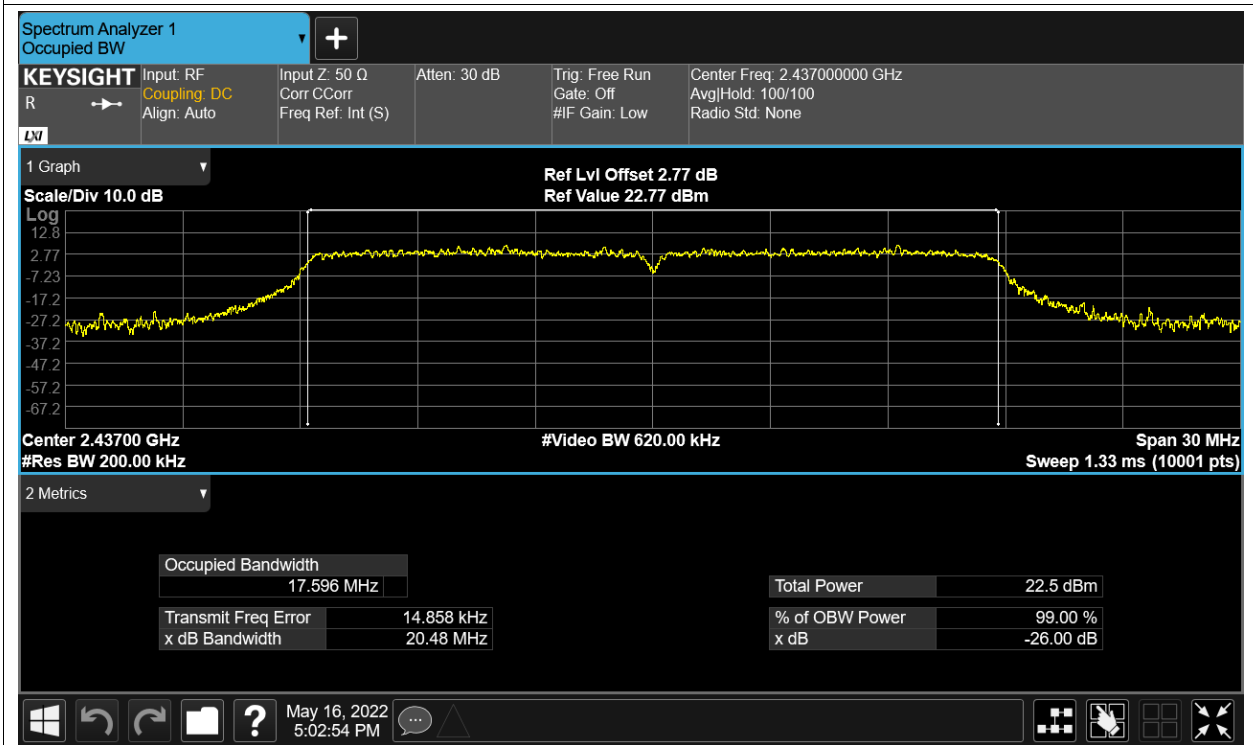 Spectrum Analyzer 1
Occupied BW
KEYSIGHT
R
LXI
Input: RF
Coupling: DC
Align: Auto
Input Z: 50 Ω
Corr CCorr
Freq Ref: Int (S)
Atten: 30 dB
Trig: Free Run
Gate: Off
#IF Gain: Low
Center Freq: 2.437000000 GHz
Avg|Hold: 100/100
Radio Std: None
1 Graph
Scale/Div 10.0 dB
Ref Lvl Offset 2.77 dB
Ref Value 22.77 dBm
Log
12.8
2.77
-7.23
-17.2
-27.2
-37.2
-47.2
-57.2
-67.2
Center 2.43700 GHz
#Res BW 200.00 kHz
#Video BW 620.00 kHz
Span 30 MHz
Sweep 1.33 ms (10001 pts)
2 Metrics
Occupied Bandwidth
17.596 MHz
Transmit Freq Error 14.858 kHz
x dB Bandwidth 20.48 MHz
Total Power 22.5 dBm
% of OBW Power 99.00 %
x dB -26.00 dB
?
May 16, 2022
5:02:54 PM